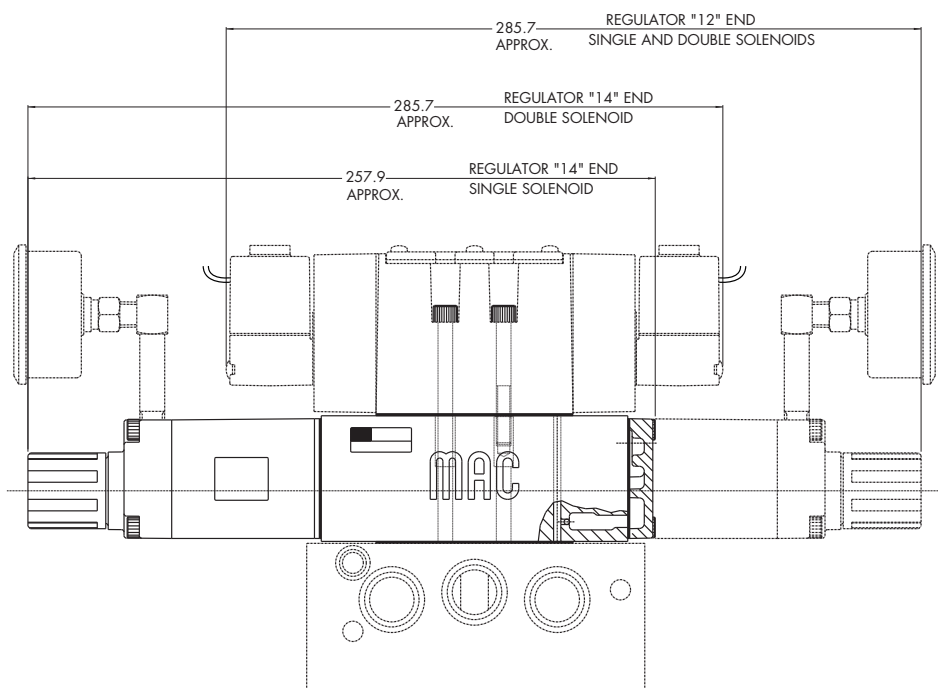 285.7
APPROX.
REGULATOR "12" END
SINGLE AND DOUBLE SOLENOIDS
285.7
APPROX.
REGULATOR "14" END
DOUBLE SOLENOID
257.9
APPROX.
REGULATOR "14" END
SINGLE SOLENOID
MAC